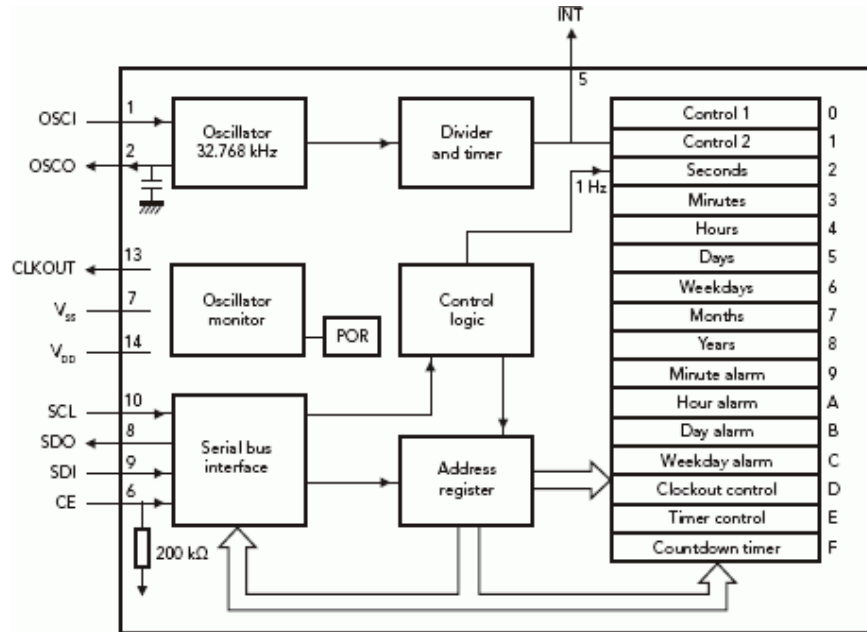 INT
5
OSCI
1
Oscillator
32.768 kHz
Divider
and timer
OSCO
2
CLKOUT
13
VSS
7
VDD
14
Oscillator
monitor
POR
Control
logic
1 Hz
SCL
10
SDO
8
SDI
9
CE
6
Serial bus
interface
Address
register
200 kΩ
Control 1 0
Control 2 1
Seconds 2
Minutes 3
Hours 4
Days 5
Weekdays 6
Months 7
Years 8
Minute alarm 9
Hour alarm A
Day alarm B
Weekday alarm C
Clockout control D
Timer control E
Countdown timer F